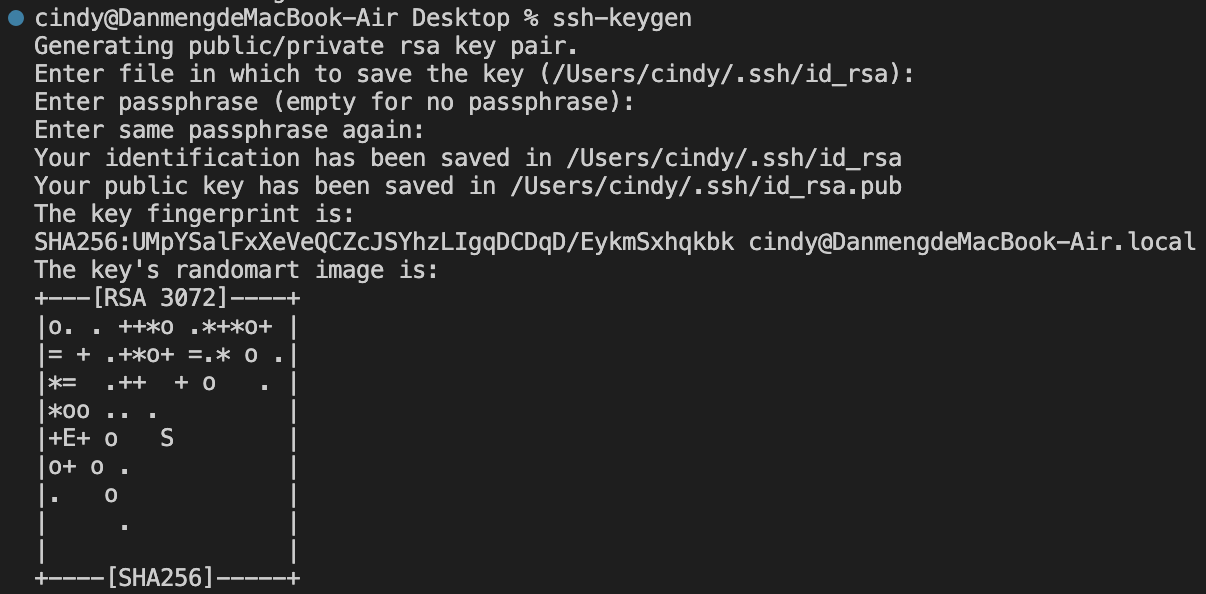 cindy@DanmengdeMacBook-Air Desktop % ssh-keygen
Generating public/private rsa key pair.
Enter file in which to save the key (/Users/cindy/.ssh/id_rsa):
Enter passphrase (empty for no passphrase):
Enter same passphrase again:
Your identification has been saved in /Users/cindy/.ssh/id_rsa
Your public key has been saved in /Users/cindy/.ssh/id_rsa.pub
The key fingerprint is:
SHA256:UMpYSalFxXeVeQCZcJSYhzLIgqDCDqD/EykmSxhqkbk cindy@DanmengdeMacBook-Air.local
The key's randomart image is:
+---[RSA 3072]----+
|o. . ++*o .*+*o+ |
|= + .+*o+ =.* o .|
|*=  .++  + o   . |
|*oo .. .         |
|+E+ o   S        |
|o+ o .           |
|.   o            |
|     .           |
|                 |
+----[SHA256]-----+